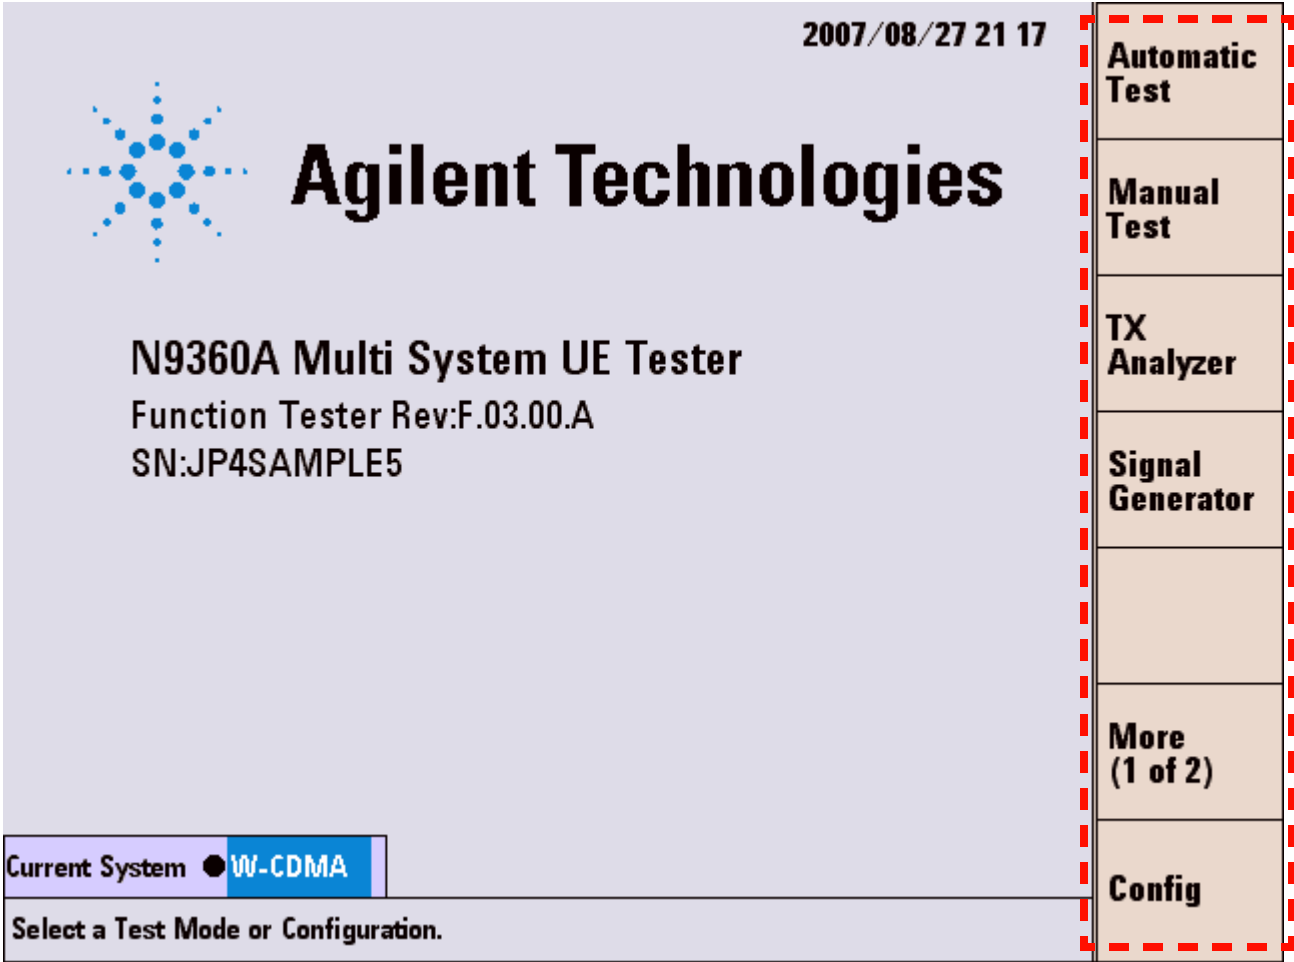 2007/08/27 21 17
Agilent Technologies
N9360A Multi System UE Tester
Function Tester Rev:F.03.00.A
SN:JP4SAMPLE5
Current System ●W-CDMA
Select a Test Mode or Configuration.
Automatic
Test
Manual
Test
TX
Analyzer
Signal
Generator
More
(1 of 2)
Config